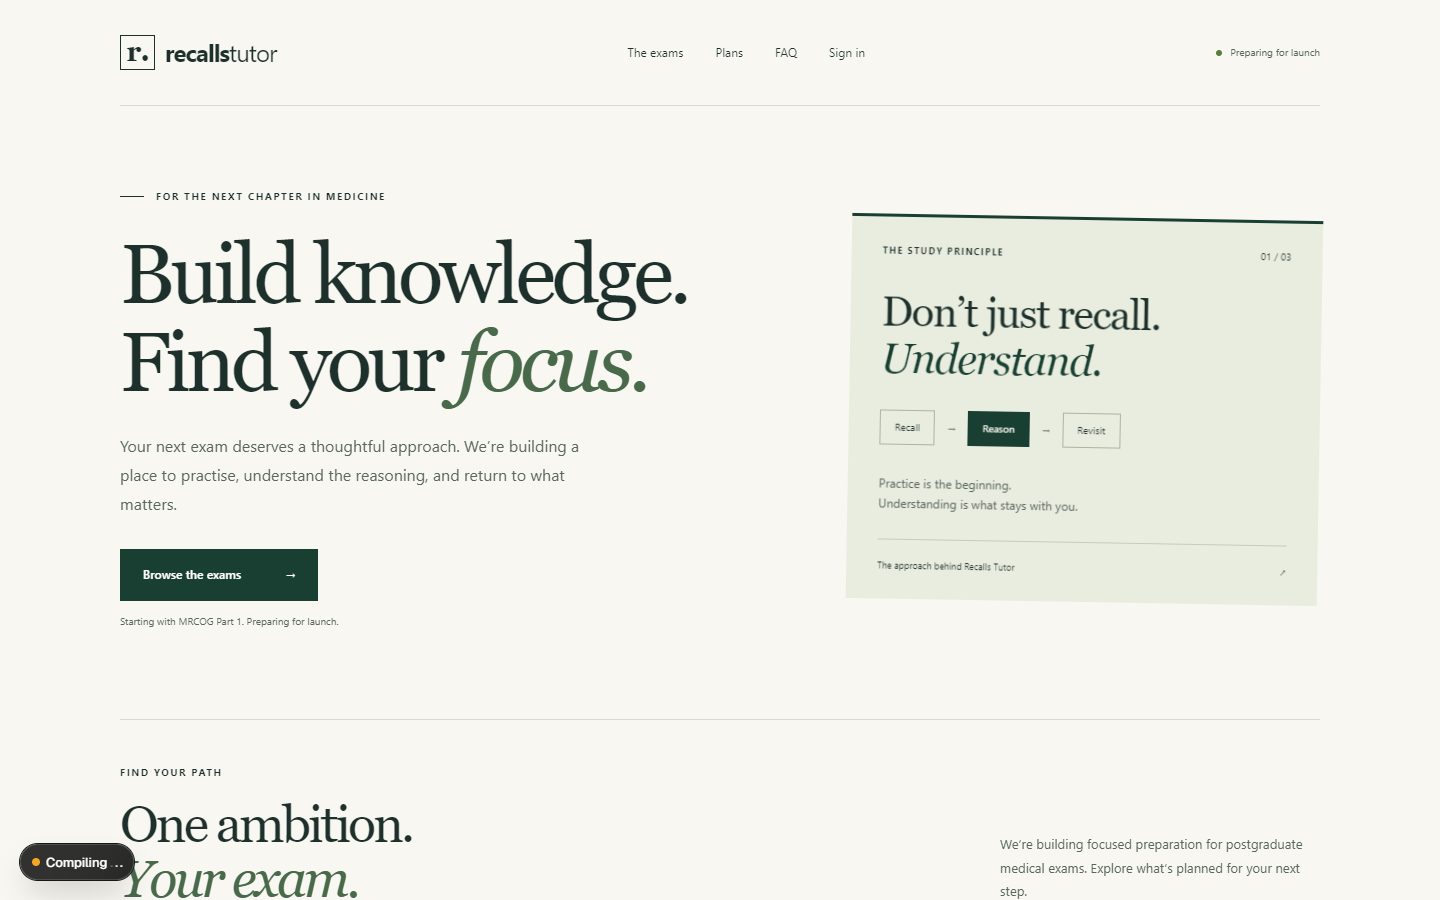 r. recallstutor
The exams Plans FAQ Sign in
Preparing for launch
FOR THE NEXT CHAPTER IN MEDICINE
Build knowledge.
Find your focus.
Your next exam deserves a thoughtful approach. We’re building a
place to practise, understand the reasoning, and return to what
matters.
Browse the exams →
Starting with MRCOG Part 1. Preparing for launch.
THE STUDY PRINCIPLE 01 / 03
Don’t just recall.
Understand.
Recall → Reason → Revisit
Practice is the beginning.
Understanding is what stays with you.
The approach behind Recalls Tutor ↗
FIND YOUR PATH
One ambition.
Your exam.
We’re building focused preparation for postgraduate
medical exams. Explore what’s planned for your next
step.
Compiling ...